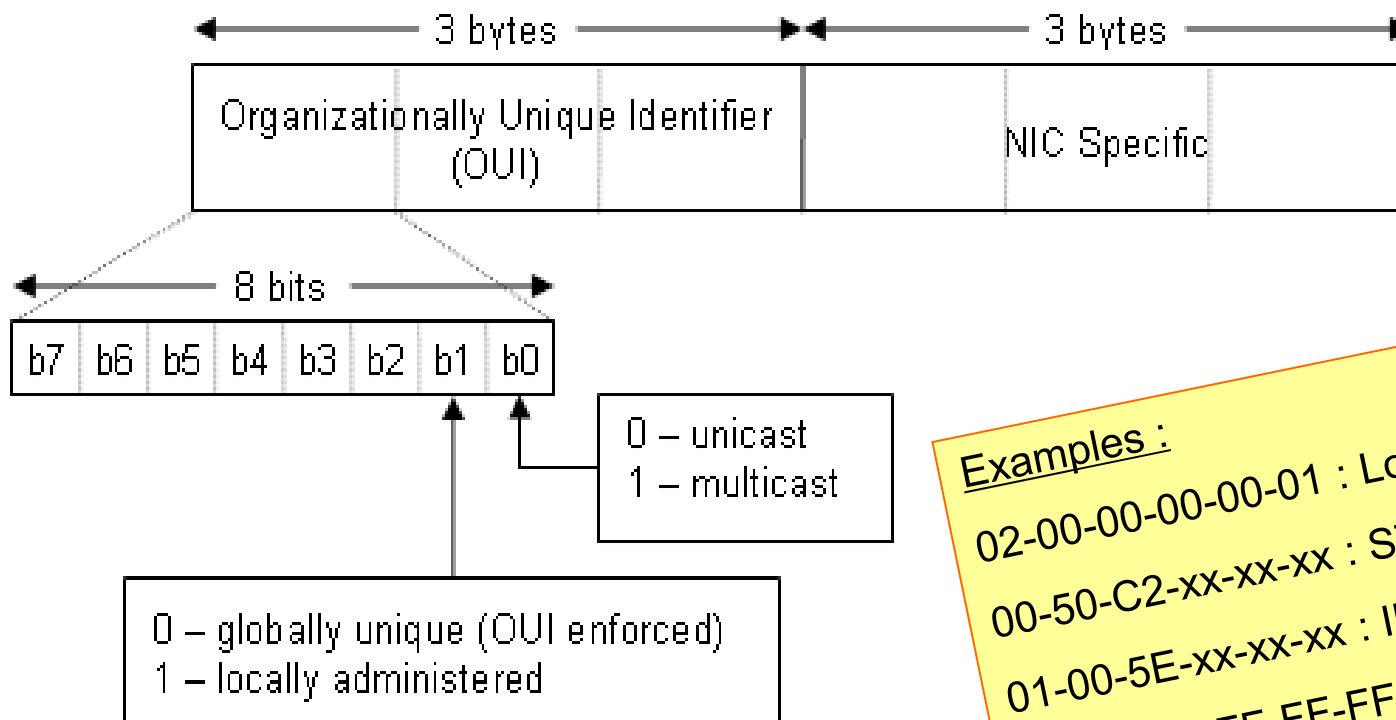 3 bytes 3 bytes
Organizationally Unique Identifier
(OUI)
NIC Specific
8 bits
b7 b6 b5 b4 b3 b2 b1 b0
0 – unicast
1 – multicast
0 – globally unique (OUI enforced)
1 – locally administered
Examples :
02-00-00-00-00-01 :
00-50-C2-xx-xx-xx :
01-00-5E-xx-xx-xx :
FF-FF